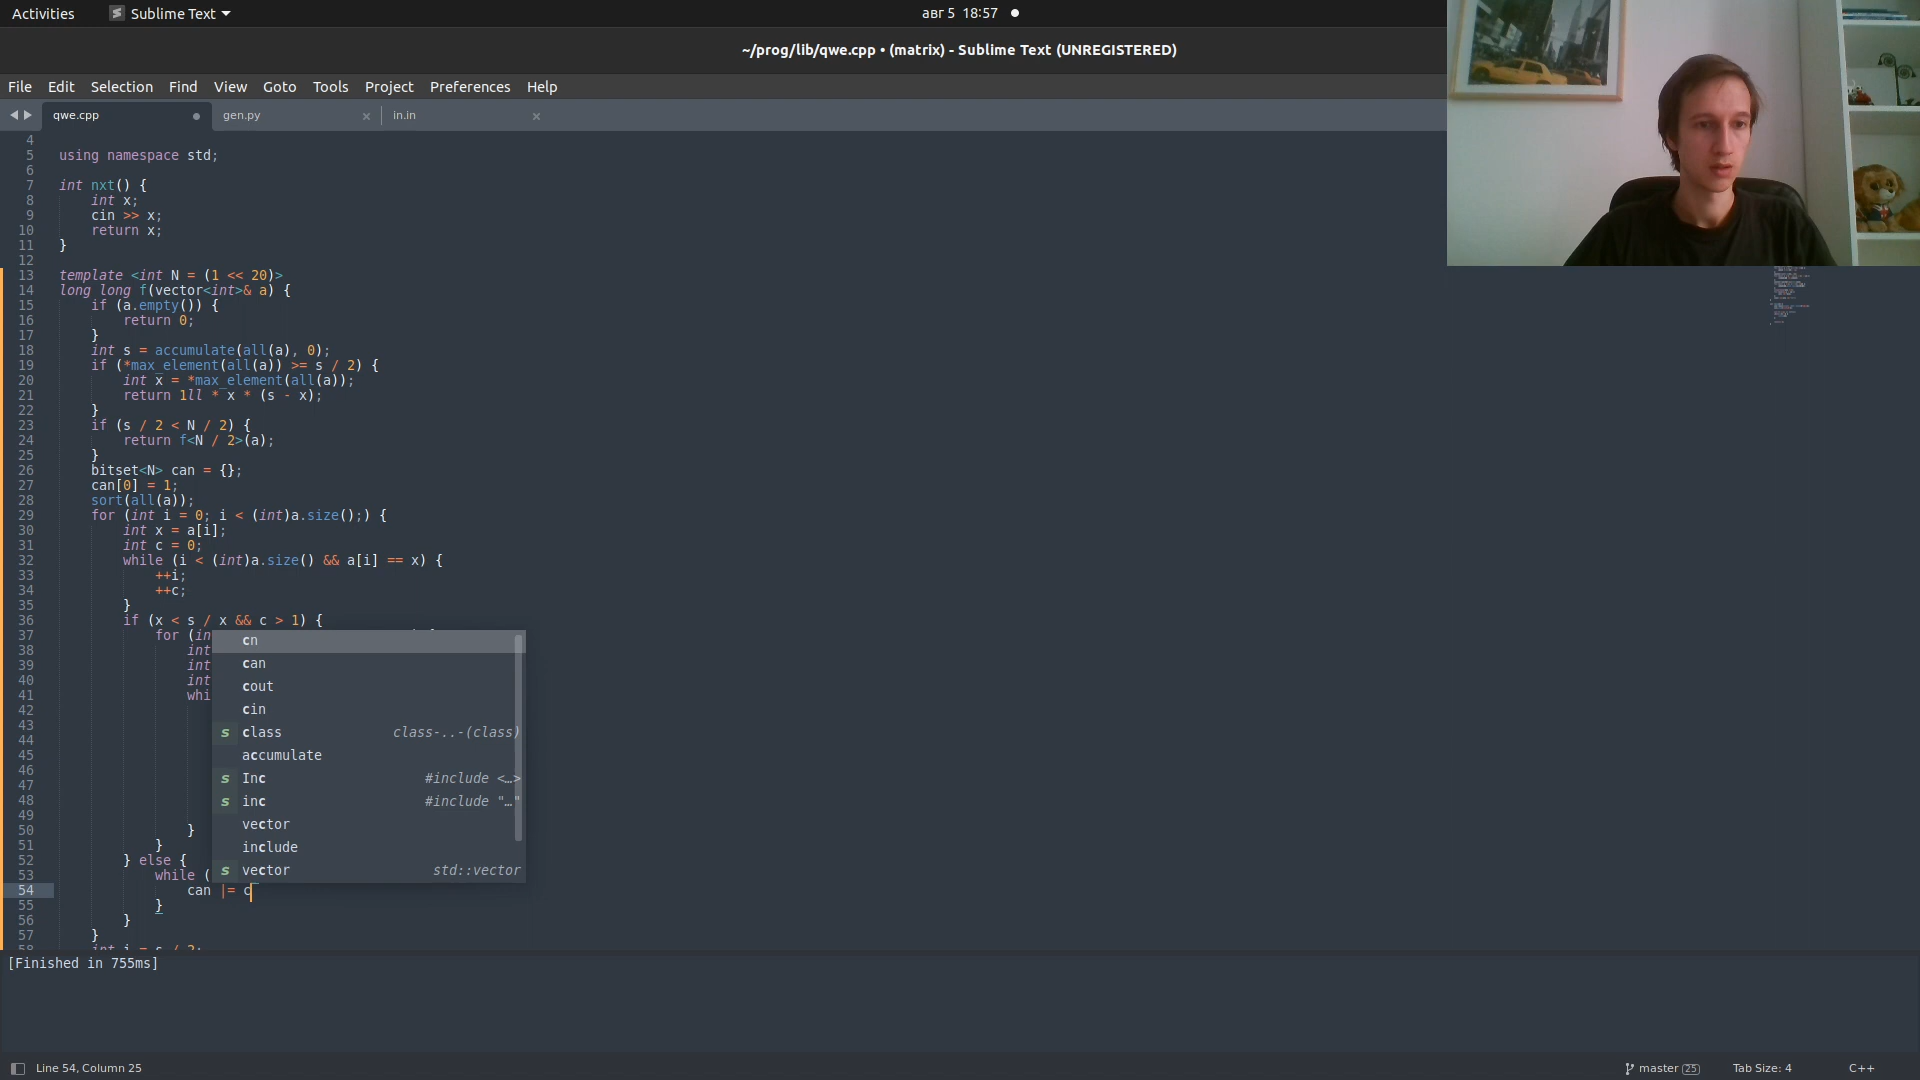 Activities Sublime Text авг 5 18:57
~/prog/lib/qwe.cpp • (matrix) - Sublime Text (UNREGISTERED)
File Edit Selection Find View Goto Tools Project Preferences Help
qwe.cpp gen.py in.in
4
5 using namespace std;
6
7 int nxt() {
8 int x;
9 cin >> x;
10 return x;
11 }
12
13 template <int N = (1 << 20)>
14 long long f(vector<int>& a) {
15 if (a.empty()) {
16 return 0;
17 }
18 int s = accumulate(all(a), 0);
19 if (*max_element(all(a)) >= s / 2) {
20 int x = *max_element(all(a));
21 return 1ll * x * (s - x);
22 }
23 if (s / 2 < N / 2) {
24 return f<N / 2>(a);
25 }
26 bitset<N> can = {};
27 can[0] = 1;
28 sort(all(a));
29 for (int i = 0; i < (int)a.size();) {
30 int x = a[i];
31 int c = 0;
32 while (i < (int)a.size() && a[i] == x) {
33 ++i;
34 ++c;
35 }
36 if (x < s / x && c > 1) {
37 for (in
38 int
39 int
40 int
41 whi
42
43
44
45
46
47
48
49
50 }
51 }
52 } else {
53 while (
54 can |= c
55 }
56 }
57 }
58 int i = s / 2;
cn
can
cout
cin
s class class-..-(class)
accumulate
s Inc #include <…>
s inc #include "…"
vector
include
s vector std::vector
[Finished in 755ms]
Line 54, Column 25 master 25 Tab Size: 4 C++